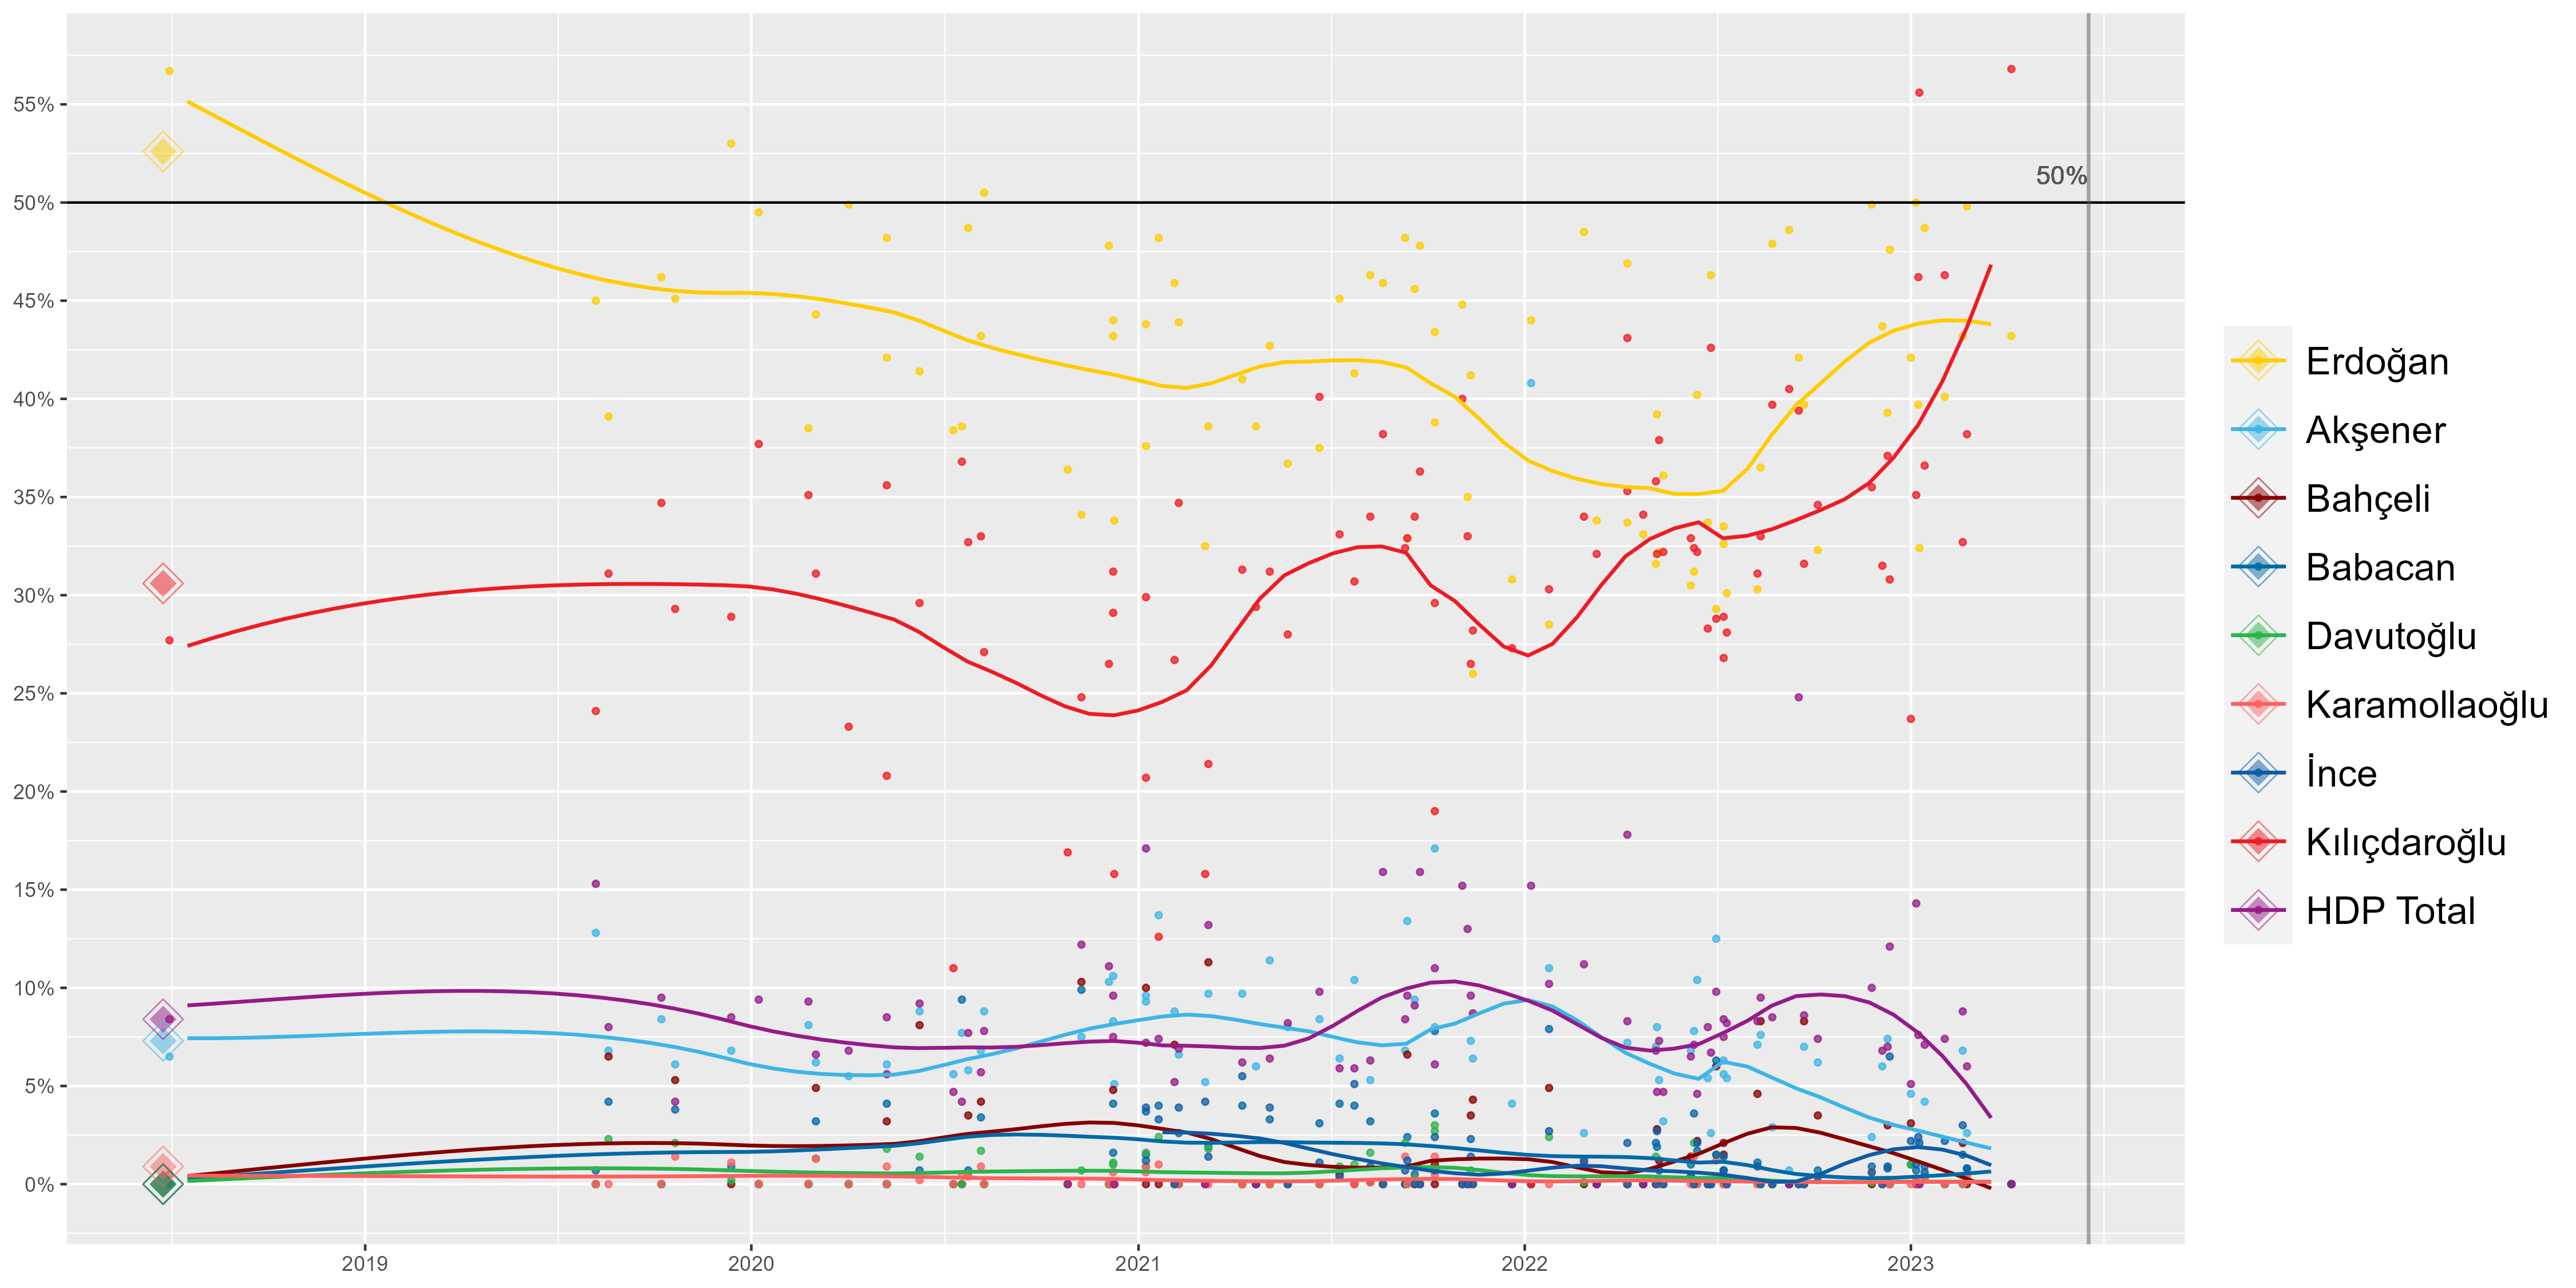 55%
50%
50%
45%
40%
35%
30%
25%
20%
15%
10%
5%
0%
2019
2020
2021
2022
2023
Erdoğan
Akşener
Bahçeli
Babacan
Davutoğlu
Karamollaoğlu
İnce
Kılıçdaroğlu
HDP Total